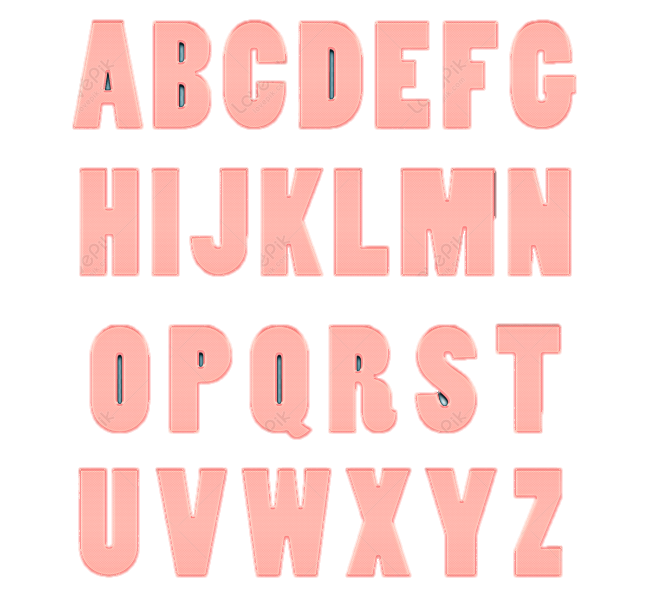 ABCDEFG
HIJKLMN
OPQRST
UVWXYZ